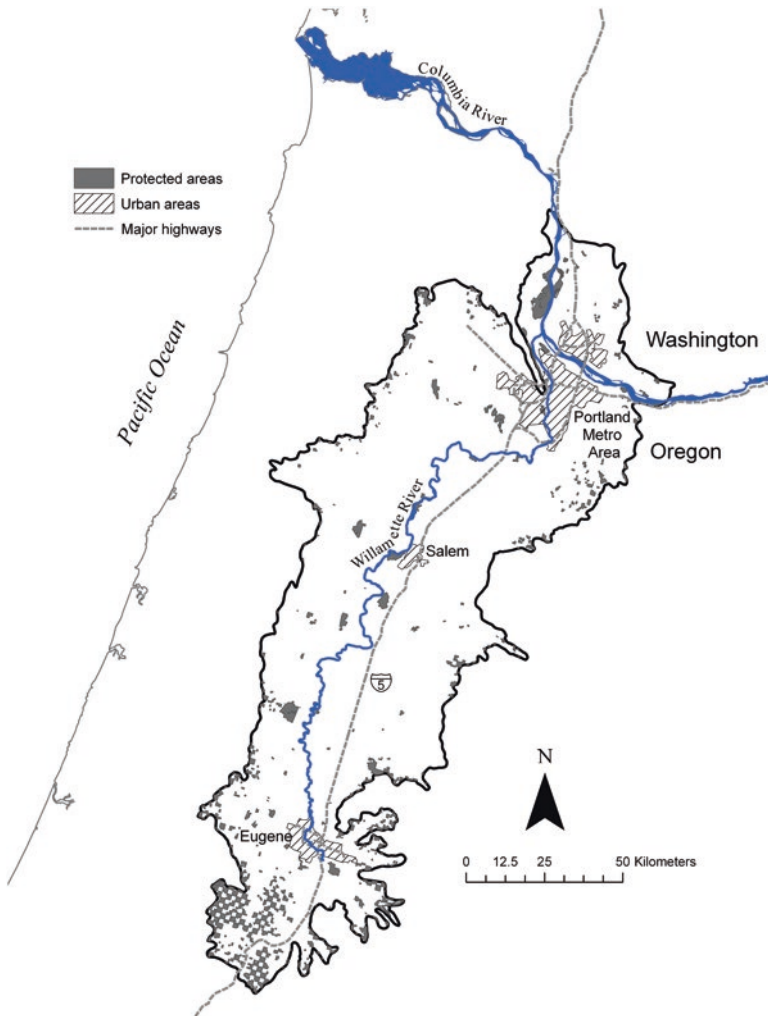 Columbia River
Protected areas
Urban areas
Major highways
Pacific Ocean
Washington
Portland
Metro
Area
Oregon
Willamette River
Salem
5
N
Eugene
0 12.5 25 50 Kilometers